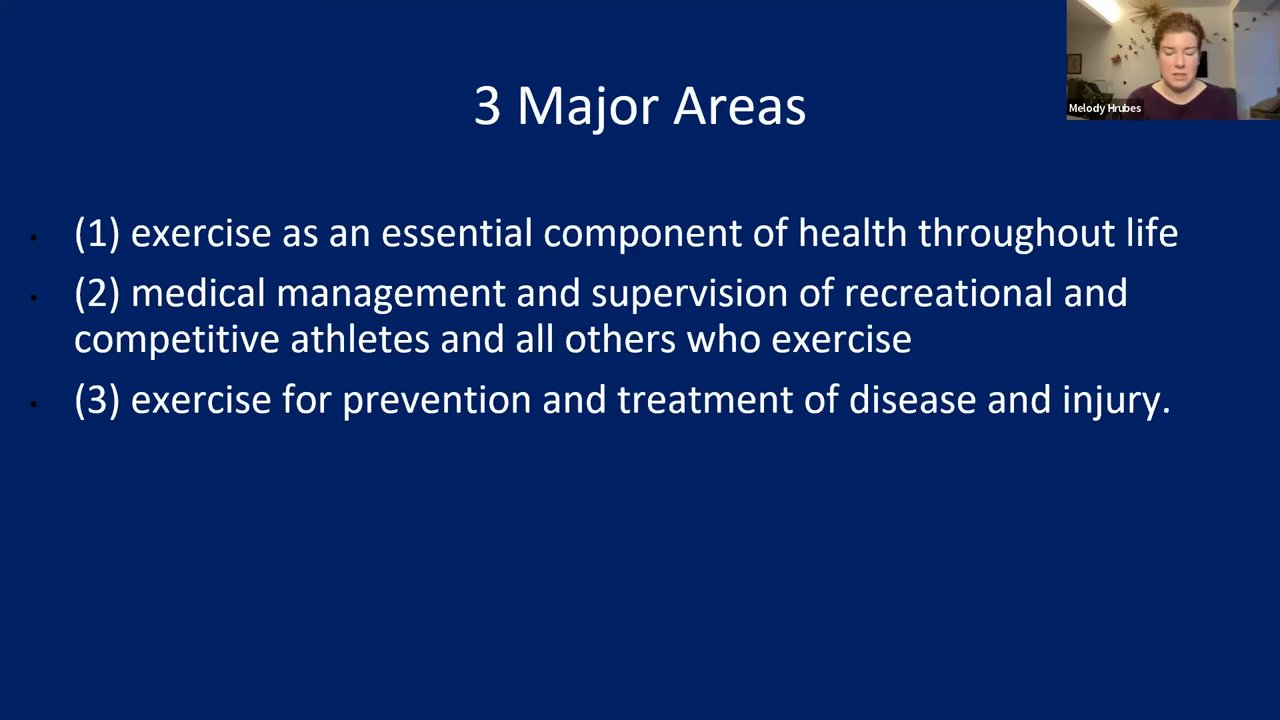 3 Major Areas
Melody Hrubes
(1) exercise as an essential component of health throughout life
(2) medical management and supervision of recreational and
competitive athletes and all others who exercise
(3) exercise for prevention and treatment of disease and injury.